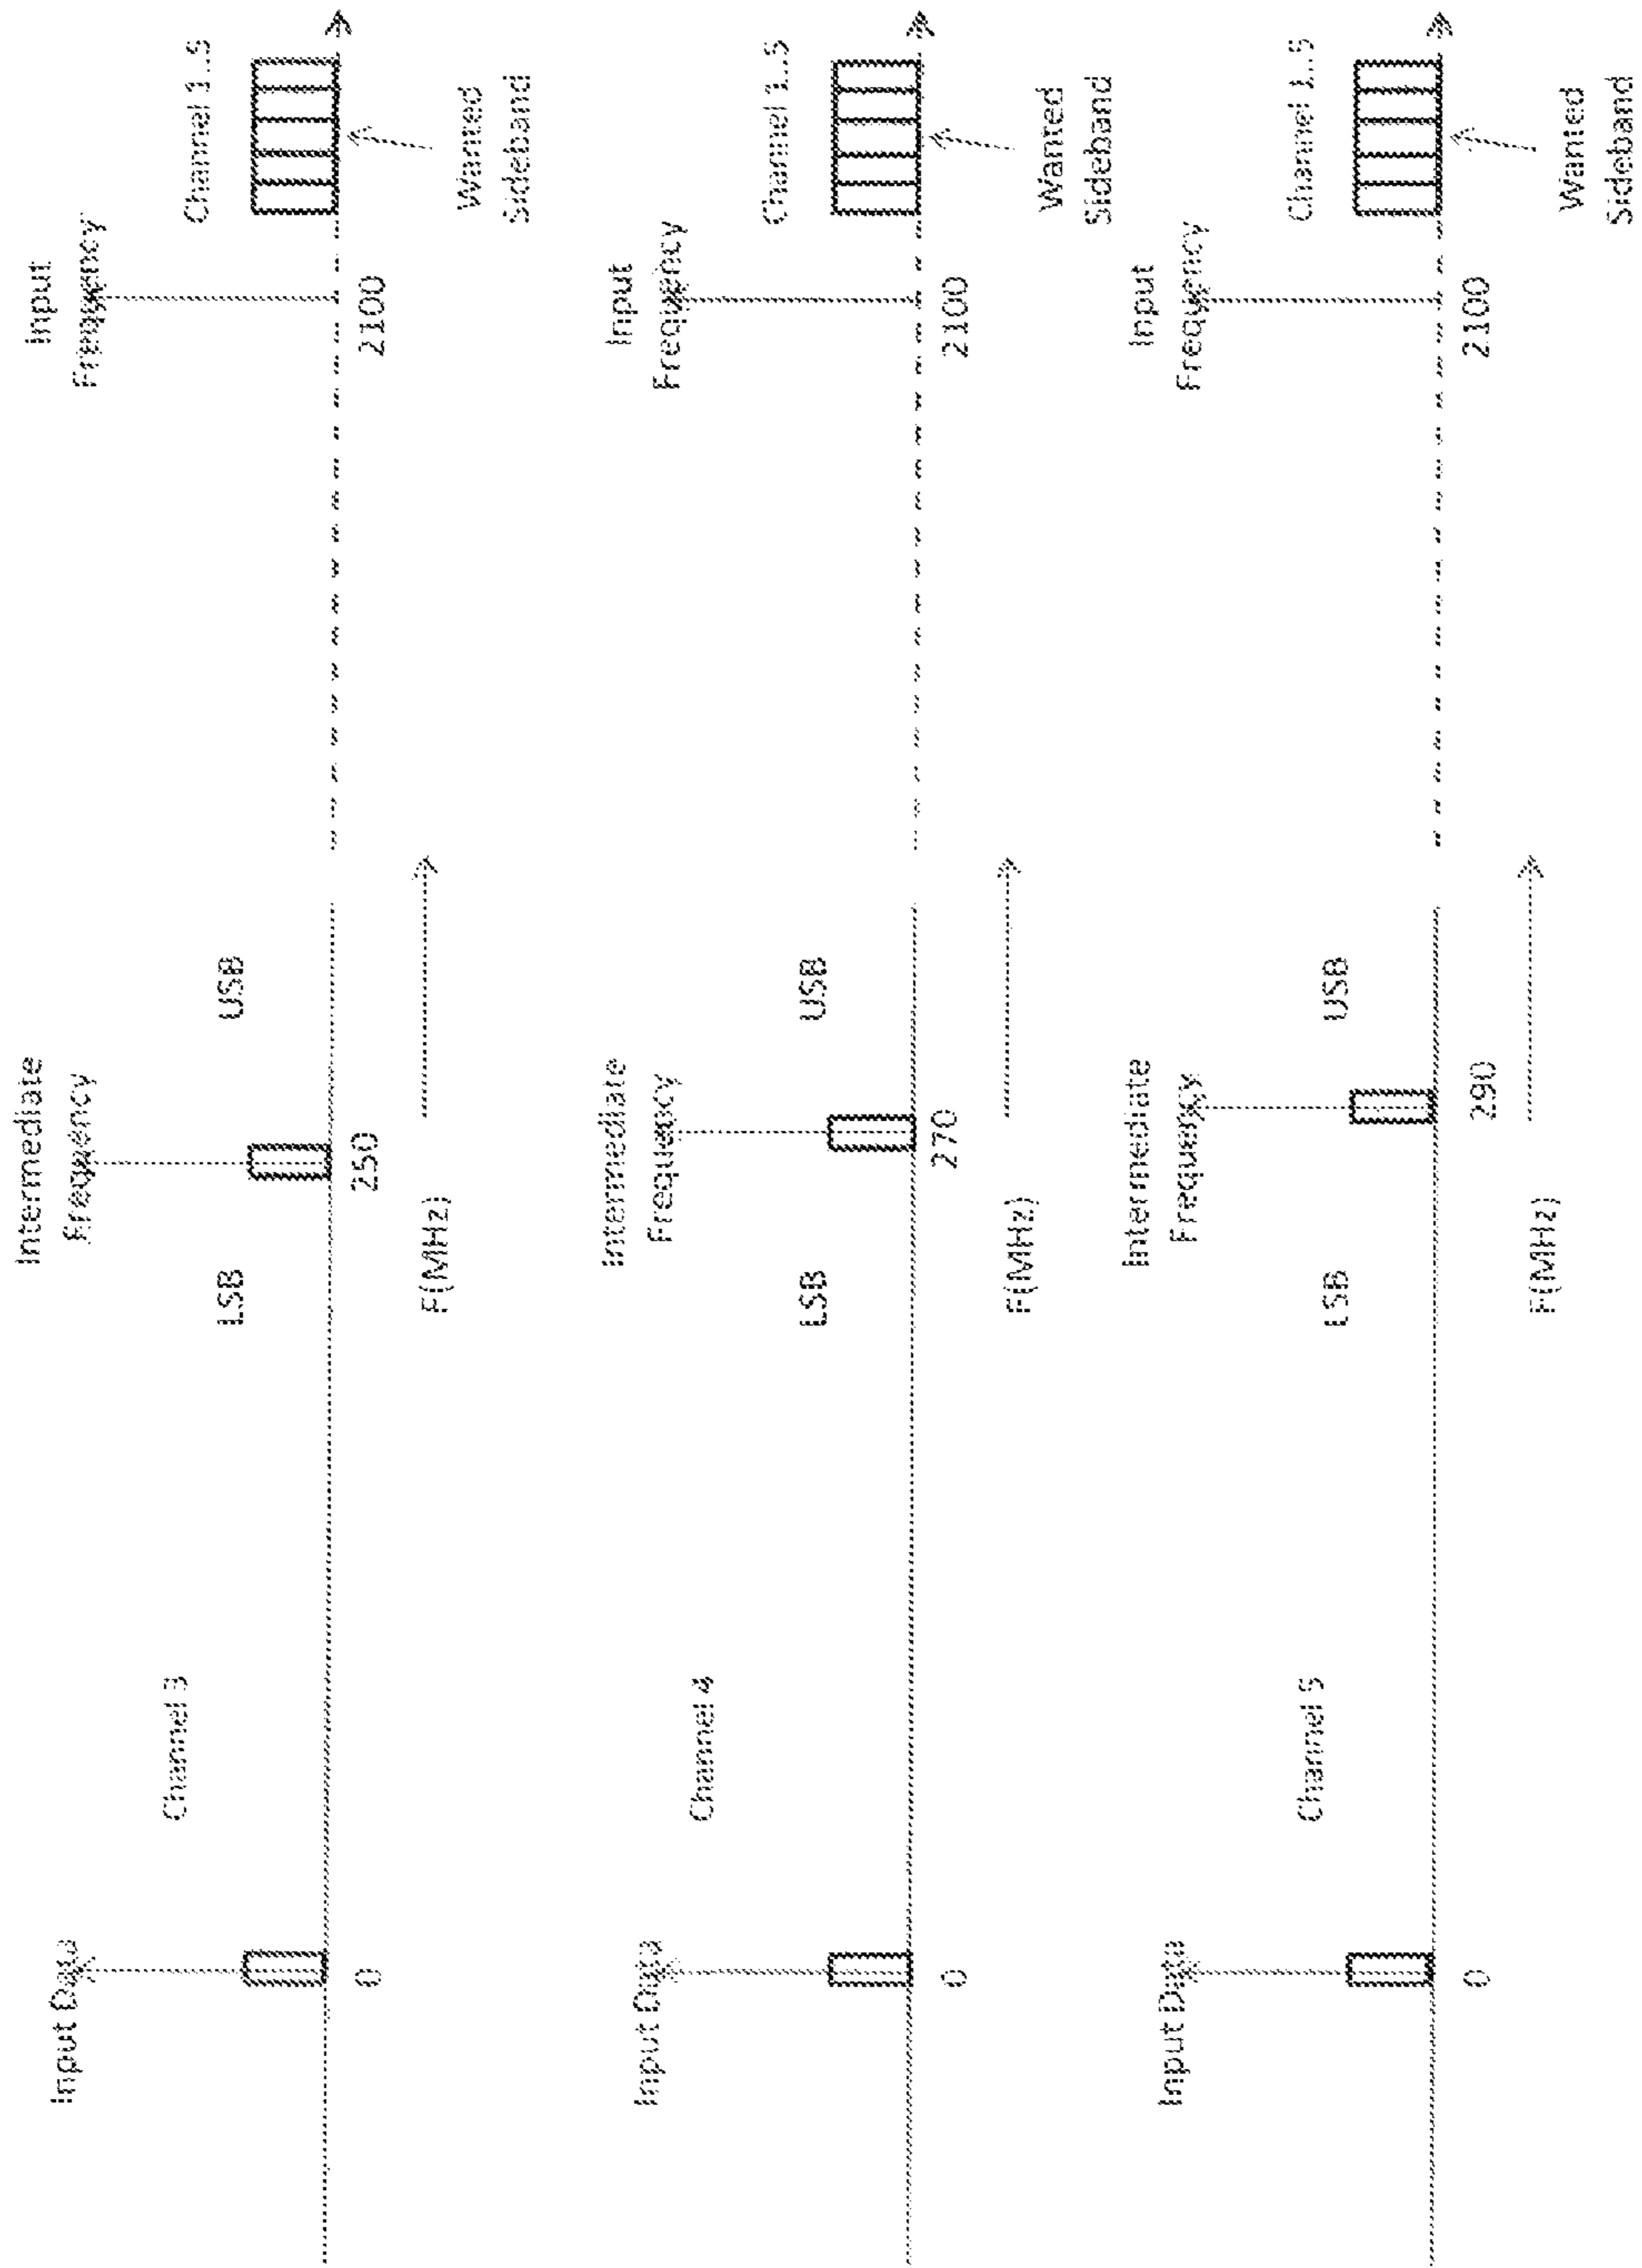 Input Data
Channel 3
Intermediate
Frequency
LSB
USB
Input
Frequency
Channel 1..5
0
250
2100
F(MHz)
Wanted
Sideband
Input Data
Channel 4
Intermediate
Frequency
LSB
USB
Input
Frequency
Channel 1..5
0
270
2100
F(MHz)
Wanted
Sideband
Input Data
Channel 5
Intermediate
Frequency
LSB
USB
Input
Frequency
Channel 1..5
0
290
2100
F(MHz)
Wanted
Sideband